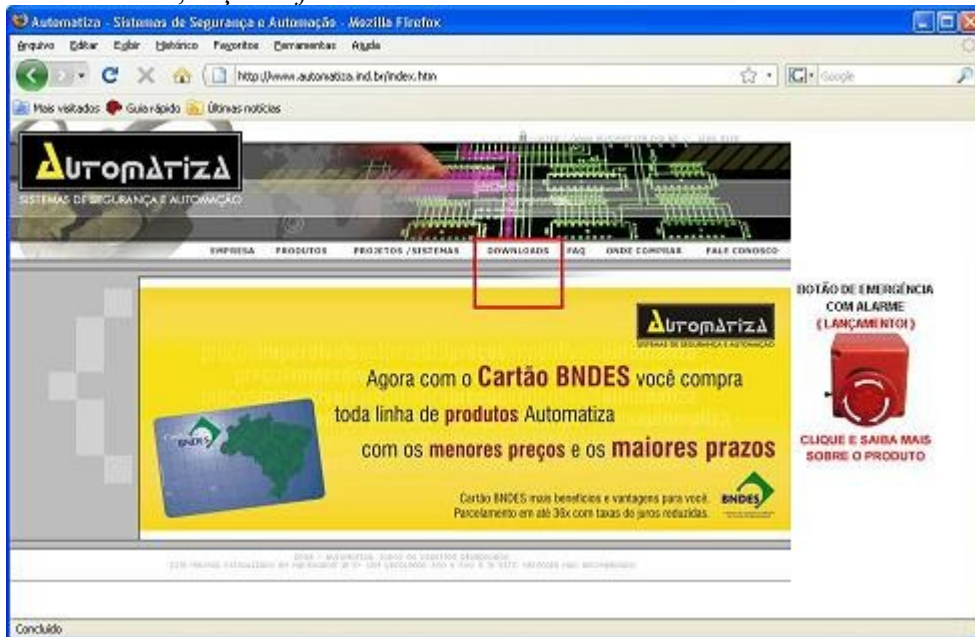 Automatiza - Sistemas de Segurança e Automação - Mozilla Firefox
Arquivo Editar Exibir Histórico Favoritos Ferramentas Ajuda
http://www.automatiza.ind.br/index.htm
Google
Mais visitados Guia rápido Últimas notícias
AUTOMATIZA
SISTEMAS DE SEGURANÇA E AUTOMAÇÃO
EMPRESA PRODUTOS PROJETOS / SISTEMAS DOWNLOADS FAQ ONDE COMPRAR FALE CONOSCO
BOTÃO DE EMERGÊNCIA
COM ALARME
( LANÇAMENTO! )
CLIQUE E SAIBA MAIS
SOBRE O PRODUTO
AUTOMATIZA
SISTEMAS DE SEGURANÇA E AUTOMAÇÃO
Agora com o Cartão BNDES você compra
toda linha de produtos Automatiza
com os menores preços e os maiores prazos
BNDES
Cartão BNDES mais benefícios e vantagens para você.
Parcelamento em até 36x com taxas de juros reduzidas.
BNDES
Concluído